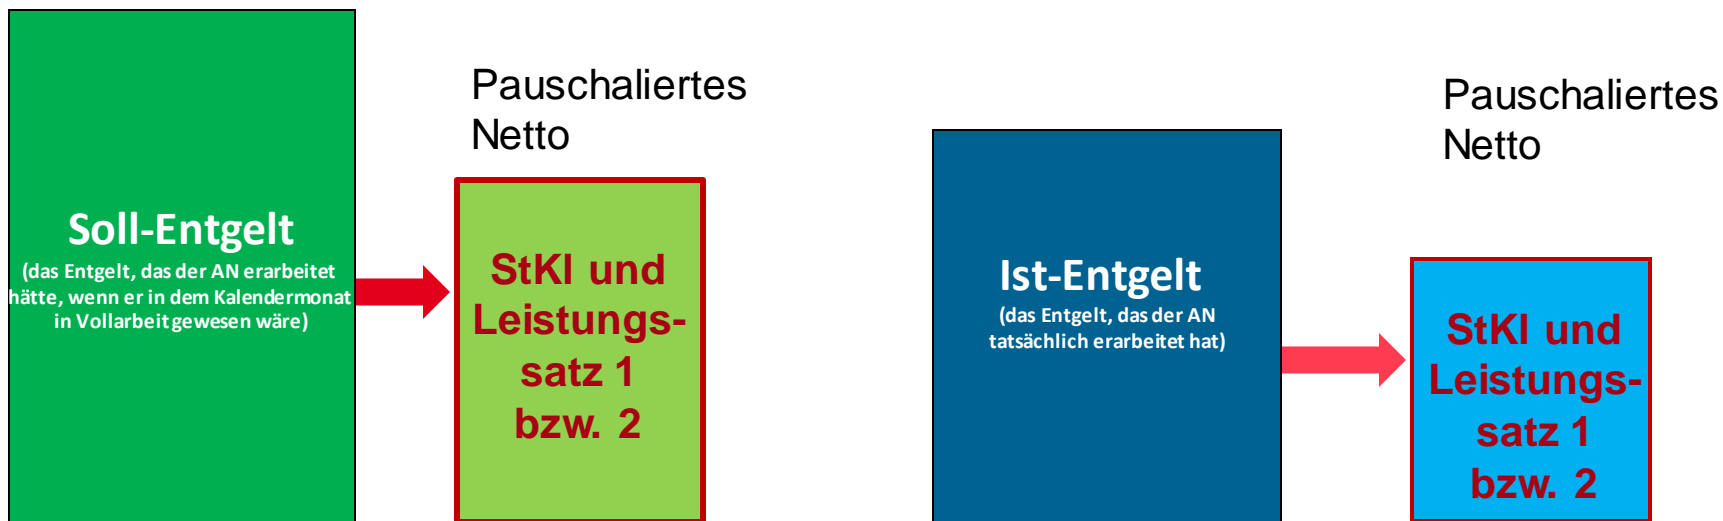 Soll-Entgelt
(das Entgelt, das der AN erarbeitet
hätte, wenn er in dem Kalendermonat
in Vollarbeit gewesen wäre)
Pauschaliertes
Netto
StKl und
Leistungs-
satz 1
bzw. 2
Ist-Entgelt
(das Entgelt, das der AN
tatsächlich erarbeitet hat)
Pauschaliertes
Netto
StKl und
Leistungs-
satz 1
bzw. 2